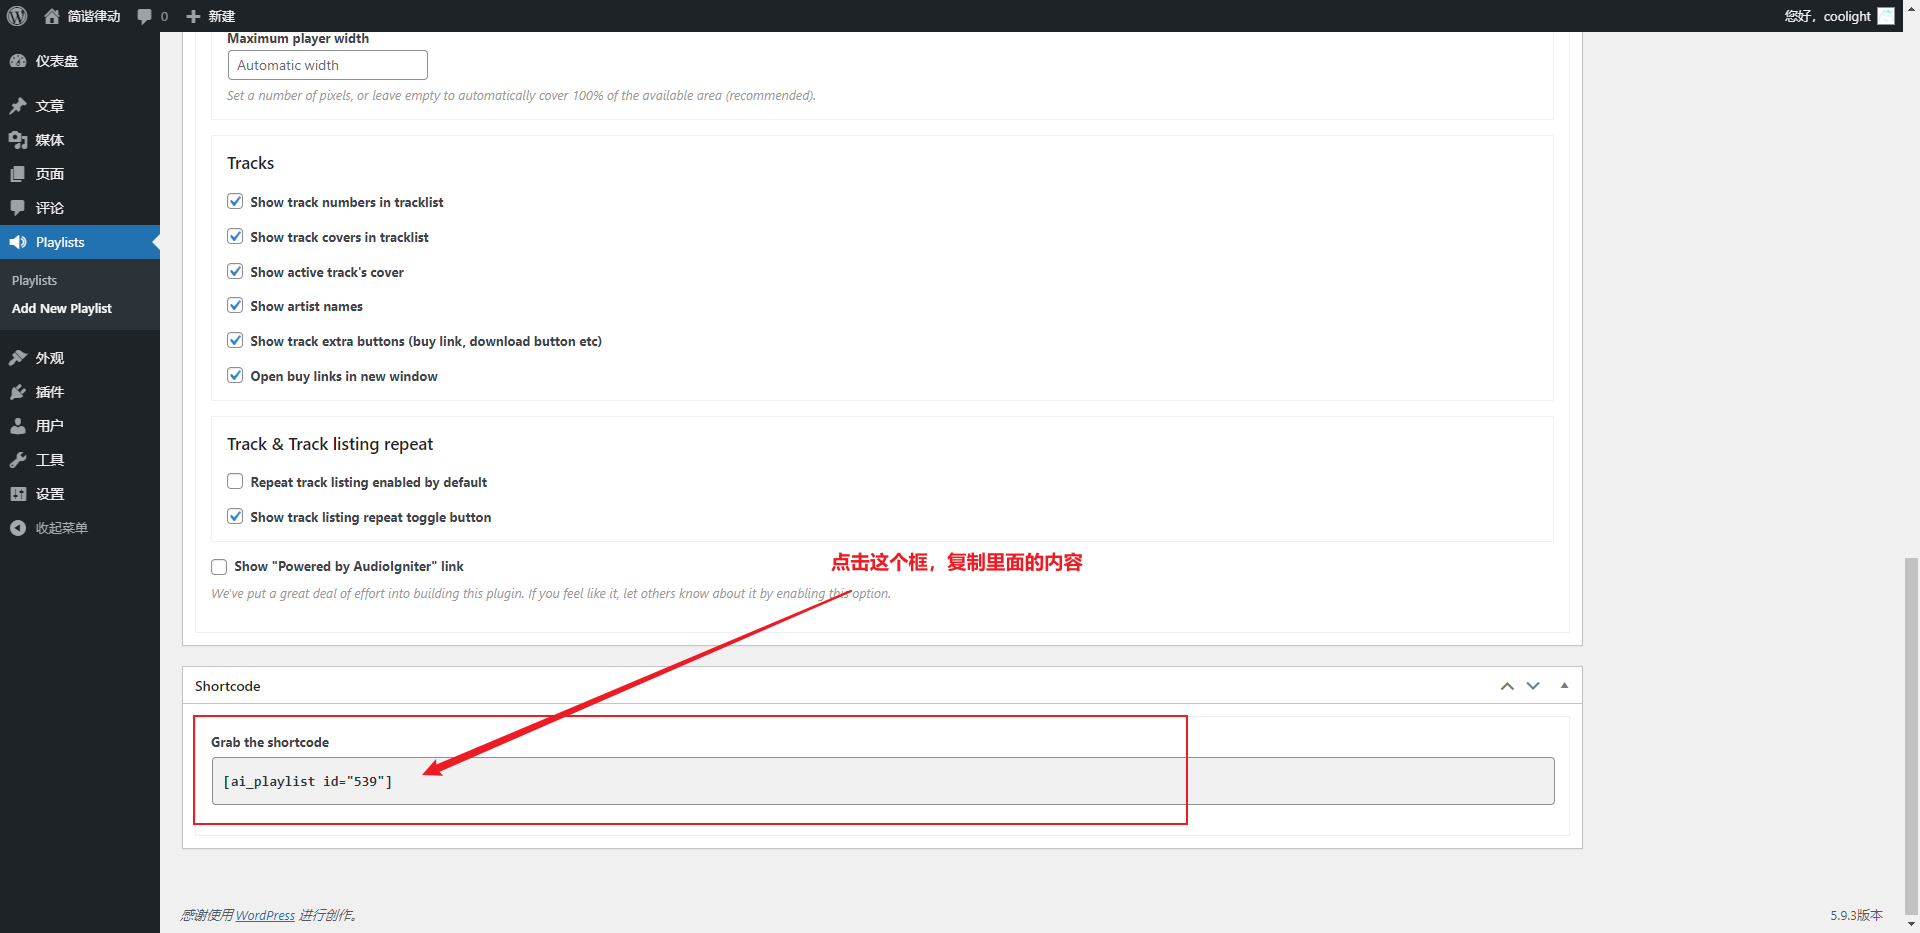 简谐律动
0
新建
您好，coolight
仪表盘
文章
媒体
页面
评论
Playlists
Playlists
Add New Playlist
外观
插件
用户
工具
设置
收起菜单
Maximum player width
Automatic width
Set a number of pixels, or leave empty to automatically cover 100% of the available area (recommended).
Tracks
Show track numbers in tracklist
Show track covers in tracklist
Show active track's cover
Show artist names
Show track extra buttons (buy link, download button etc)
Open buy links in new window
Track & Track listing repeat
Repeat track listing enabled by default
Show track listing repeat toggle button
点击这个框，复制里面的内容
Show "Powered by AudioIgniter" link
We've put a great deal of effort into building this plugin. If you feel like it, let others know about it by enabling this option.
Shortcode
Grab the shortcode
[ai_playlist id="539"]
感谢使用 WordPress 进行创作。
5.9.3版本